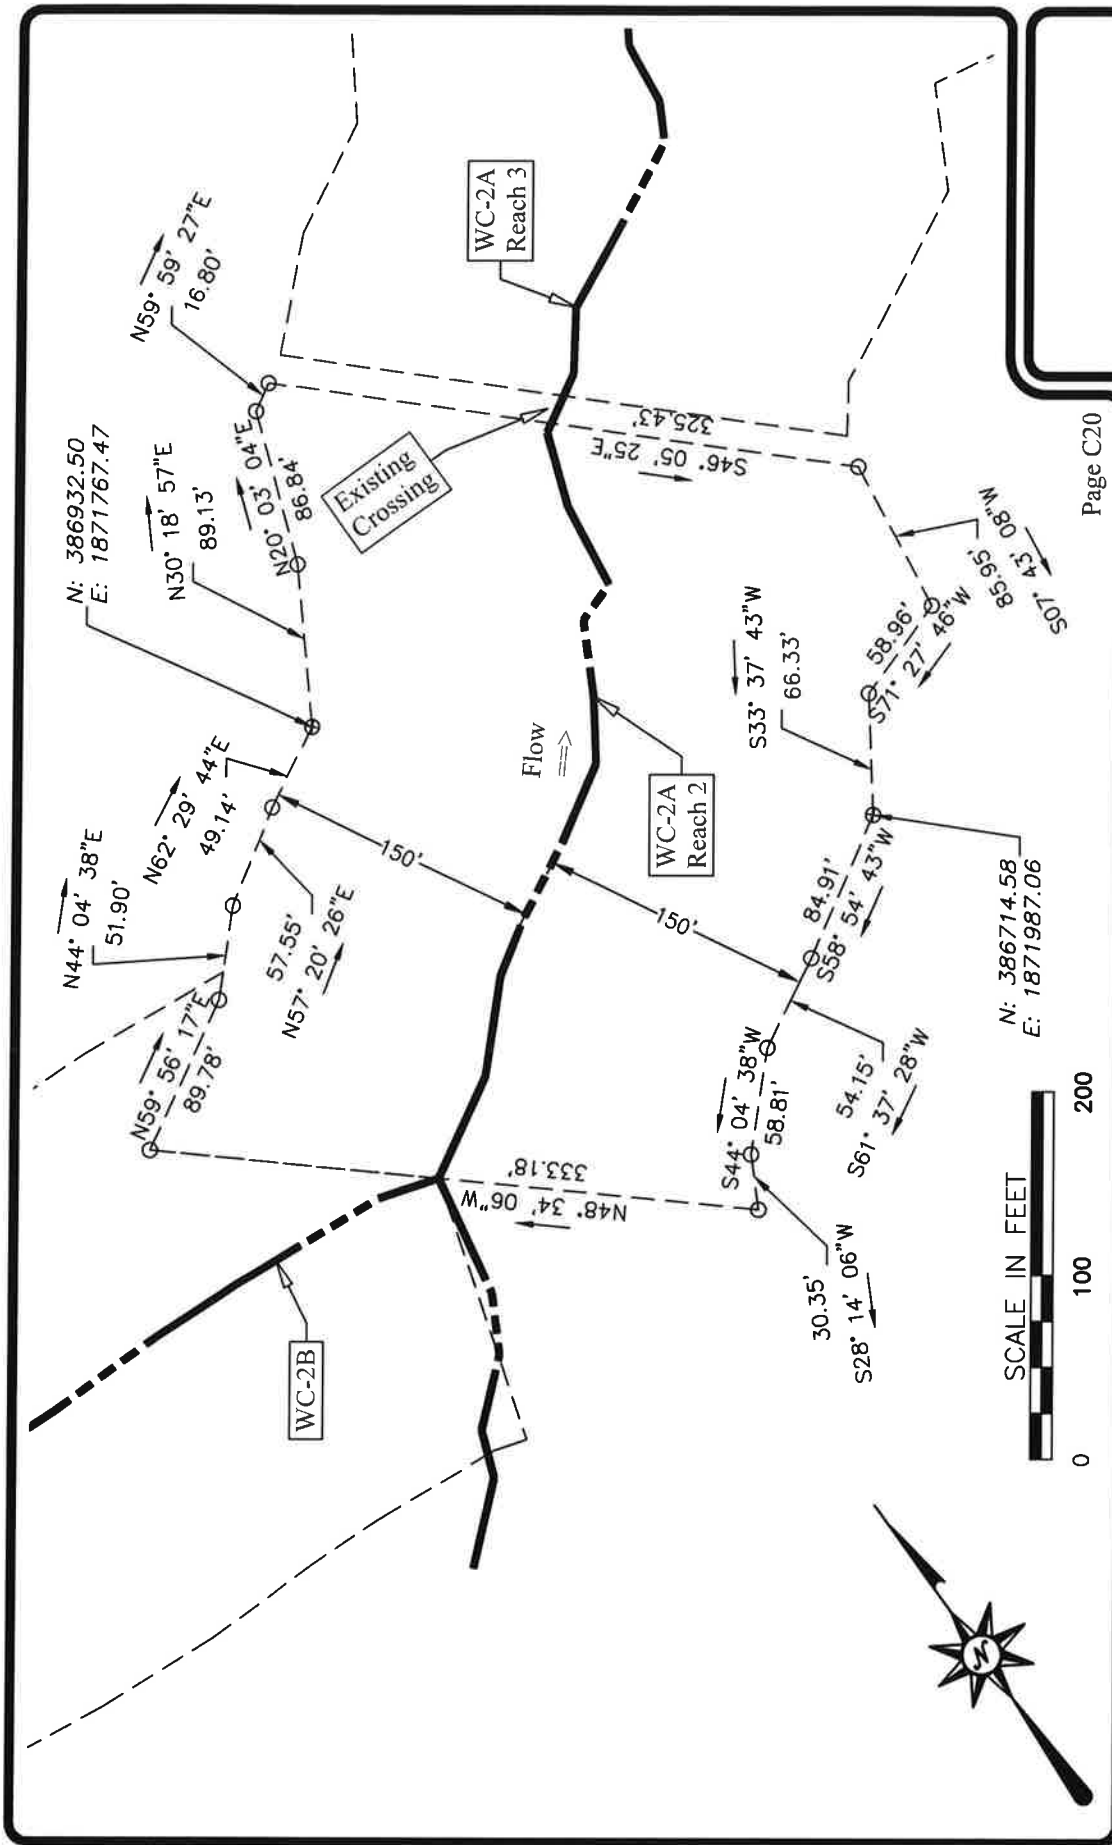 N59° 59' 27"E
16.80'
N: 386932.50
E: 1871767.47
N30° 18' 57"E
89.13'
N20° 03' 04"E
86.84'
N62° 29' 44"E
49.14'
N44° 04' 38"E
51.90'
57.55'
N57° 20' 26"E
N59° 56' 17"E
89.78'
WC-2A
Reach 3
Existing
Crossing
S46° 05' 25"E
325.43'
Flow
150'
150'
WC-2A
Reach 2
WC-2B
N48° 34' 06"W
333.18'
85.95'
S07° 43' 08"W
58.96'
S71° 27' 46"W
S33° 37' 43"W
66.33'
84.91'
S58° 54' 43"W
N: 386714.58
E: 1871987.06
54.15'
S61° 37' 28"W
S44° 04' 38"W
58.81'
30.35'
S28° 14' 06"W
SCALE IN FEET
0 100 200
N
Page C20